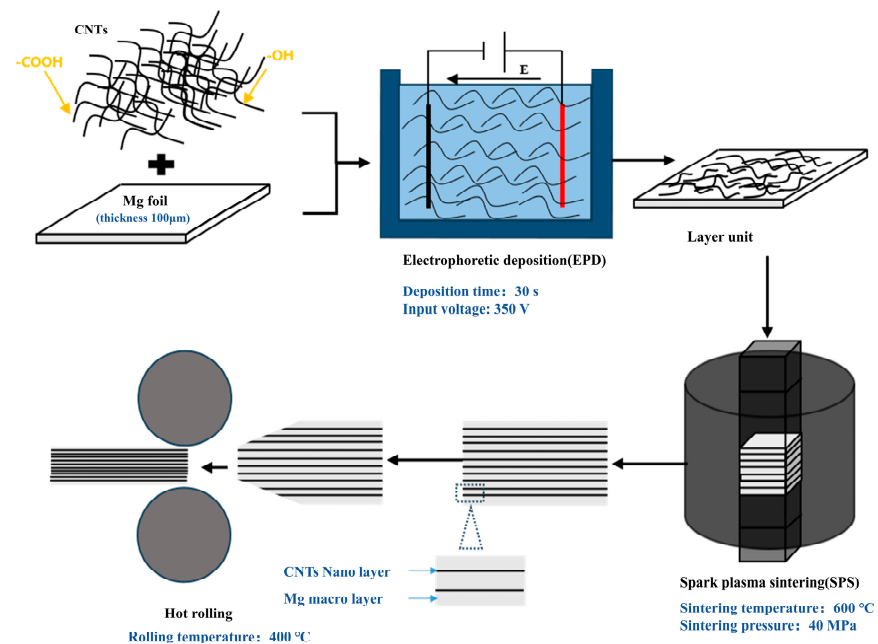 CNTs
-COOH
-OH
Mg foil
(thickness 100μm)
E
Electrophoretic deposition(EPD)
Deposition time：30 s
Input voltage: 350 V
Layer unit
CNTs Nano layer
Mg macro layer
Hot rolling
Rolling temperature：400 °C
Spark plasma sintering(SPS)
Sintering temperature：600 °C
Sintering pressure：40 MPa